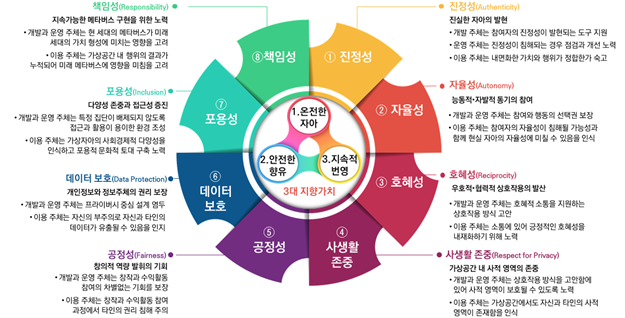 책임성(Responsibility)
지속가능한 메타버스 구현을 위한 노력
• 개발과 운영 주체는 현 세대의 메타버스가 미래
세대의 가치 형성에 미치는 영향을 고려
• 이용 주체는 가상공간 내 행위의 결과가
누적되어 미래 메타버스에 영향을 미침을 고려
포용성(Inclusion)
다양성 존중과 접근성 증진
• 개발과 운영 주체는 특정 집단이 배제되지 않도록
접근과 활용이 용이한 환경 조성
• 이용 주체는 가상자아의 사회경제적 다양성을
인식하고 포용적 문화적 토대 구축 노력
데이터 보호(Data Protection)
개인정보와 정보주체의 권리 보장
• 개발과 운영 주체는 프라이버시 중심 설계 염두
• 이용 주체는 자신의 부주의로 자신과 타인의
데이터가 유출될 수 있음을 인지
공정성(Fairness)
창의적 역량 발휘의 기회
• 개발과 운영 주체는 창작과 수익활동
참여의 차별없는 기회를 보장
• 이용 주체는 창작과 수익활동 참여
과정에서 타인의 권리 침해 주의
⑧책임성
① 진정성
⑦
포용성
② 자율성
⑥
데이터
보호
③ 호혜성
⑤
공정성
④
사생활
존중
1.온전한
자아
2.안전한
향유
3.지속적
번영
3대 지향가치
진정성(Authenticity)
진실한 자아의 발현
• 개발 주체는 참여자의 진정성이 발현되는 도구 지원
• 운영 주체는 진정성이 침해되는 경우 점검과 개선 노력
• 이용 주체는 내면화한 가치와 행위가 정합한가 숙고
자율성(Autonomy)
능동적·자발적 동기의 참여
• 개발과 운영 주체는 참여와 행동의 선택권 보장
• 이용 주체는 참여자의 자율성이 침해될 가능성과
함께 현실 자아의 자율성에 미칠 수 있음을 인식
호혜성(Reciprocity)
우호적·협력적 상호작용의 발산
• 개발과 운영 주체는 호혜적 소통을 지원하는
상호작용 방식 고안
• 이용 주체는 소통에 있어 긍정적인 호혜성을
내재화하기 위해 노력
사생활 존중(Respect for Privacy)
가상공간 내 사적 영역의 존중
• 개발과 운영 주체는 상호작용 방식을 고안함에
있어 사적 영역이 보호될 수 있도록 노력
• 이용 주체는 가상공간에서도 자신과 타인의 사적
영역이 존재함을 인식